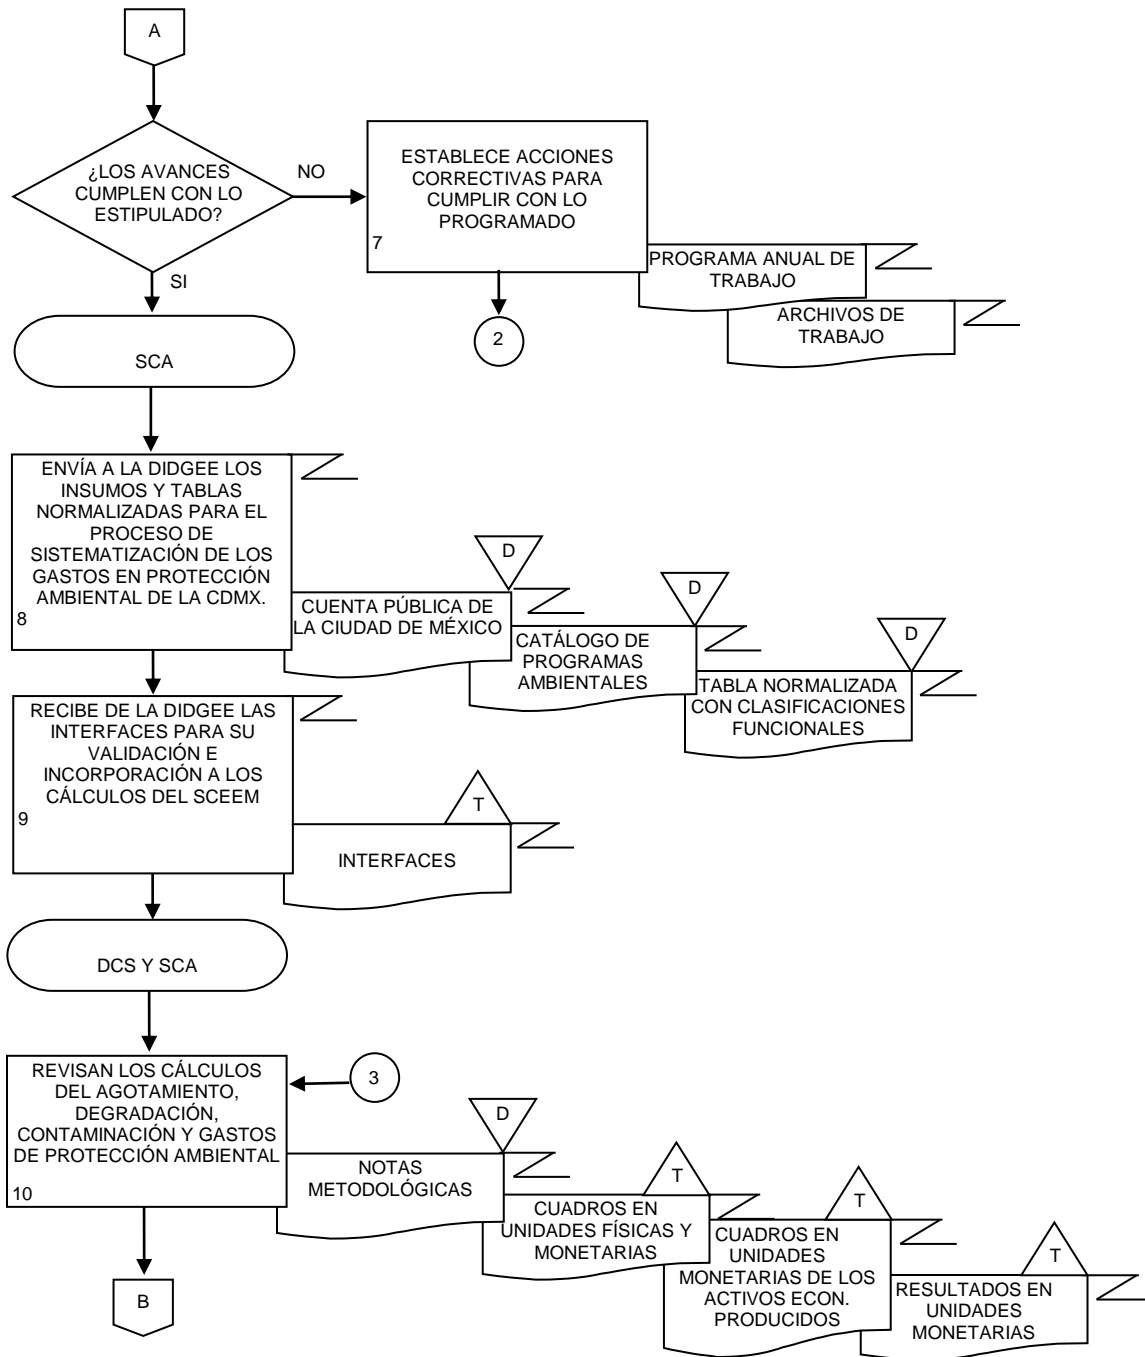 A
¿LOS AVANCES
CUMPLEN CON LO
ESTIPULADO?
NO
SI
ESTABLECE ACCIONES
CORRECTIVAS PARA
CUMPLIR CON LO
PROGRAMADO
7
PROGRAMA ANUAL DE
TRABAJO
ARCHIVOS DE
TRABAJO
2
SCA
ENVÍA A LA DIDGEE LOS
INSUMOS Y TABLAS
NORMALIZADAS PARA EL
PROCESO DE
SISTEMATIZACIÓN DE LOS
GASTOS EN PROTECCIÓN
AMBIENTAL DE LA CDMX.
8
D
CUENTA PÚBLICA DE
LA CIUDAD DE MÉXICO
D
CATÁLOGO DE
PROGRAMAS
AMBIENTALES
D
TABLA NORMALIZADA
CON CLASIFICACIONES
FUNCIONALES
RECIBE DE LA DIDGEE LAS
INTERFACES PARA SU
VALIDACIÓN E
INCORPORACIÓN A LOS
CÁLCULOS DEL SCEEM
9
T
INTERFACES
DCS Y SCA
REVISAN LOS CÁLCULOS
DEL AGOTAMIENTO,
DEGRADACIÓN,
CONTAMINACIÓN Y GASTOS
DE PROTECCIÓN AMBIENTAL
10
3
D
NOTAS
METODOLÓGICAS
T
CUADROS EN
UNIDADES FÍSICAS Y
MONETARIAS
T
CUADROS EN
UNIDADES
MONETARIAS DE LOS
ACTIVOS ECON.
PRODUCIDOS
T
RESULTADOS EN
UNIDADES
MONETARIAS
B